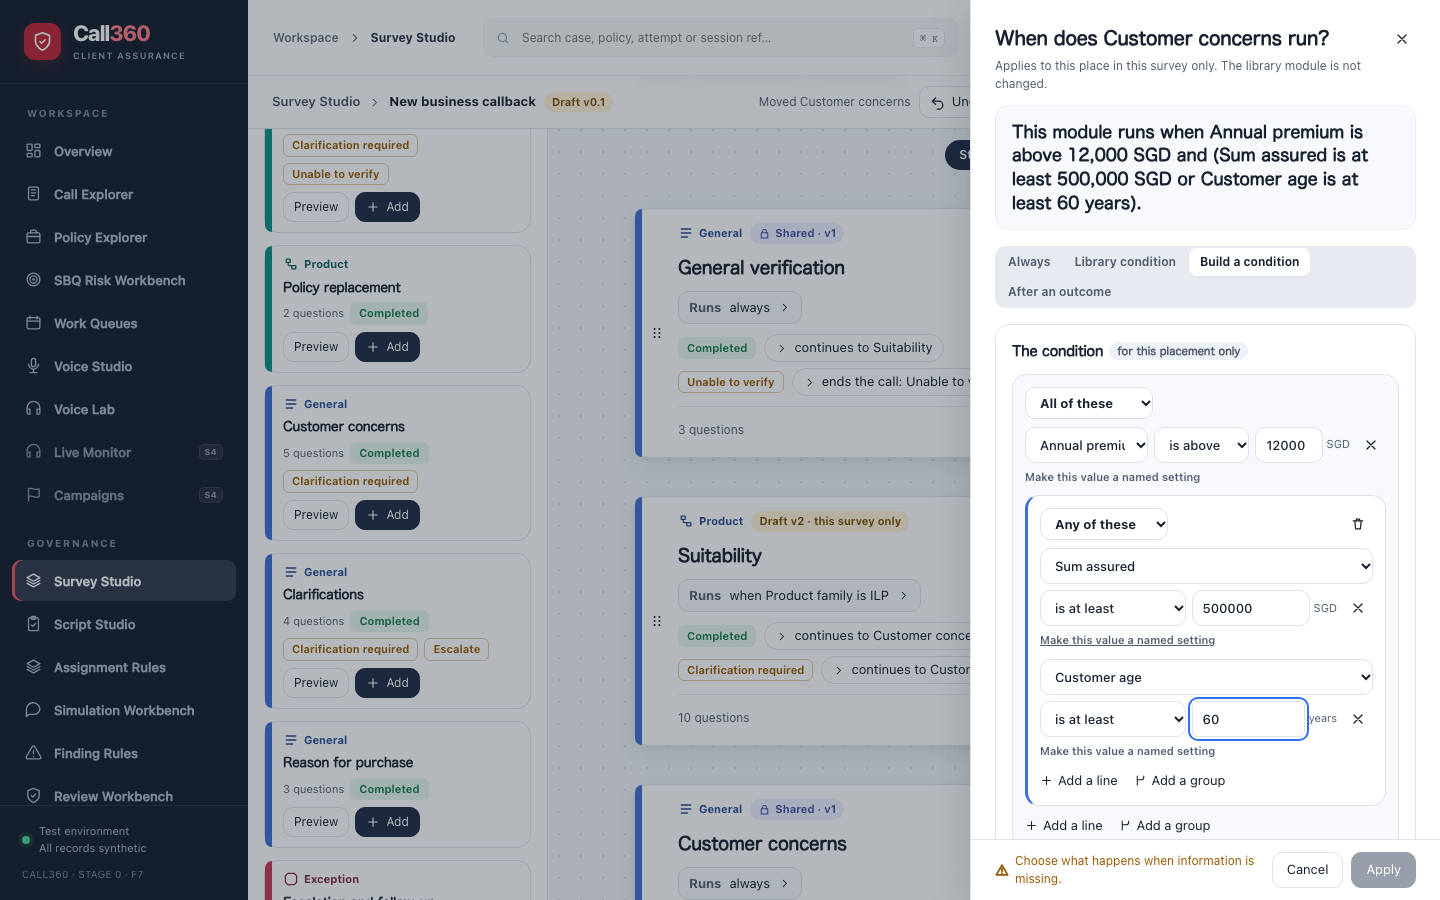 Call360
CLIENT ASSURANCE
WORKSPACE
Overview
Call Explorer
Policy Explorer
SBQ Risk Workbench
Work Queues
Voice Studio
Voice Lab
Live Monitor S4
Campaigns S4
GOVERNANCE
Survey Studio
Script Studio
Assignment Rules
Simulation Workbench
Finding Rules
Review Workbench
Test environment
All records synthetic
CALL360 · STAGE 0 · F7
Workspace > Survey Studio
Search case, policy, attempt or session ref...
⌘ K
Survey Studio > New business callback Draft v0.1
Moved Customer concerns
Clarification required
Unable to verify
Preview + Add
Product
Policy replacement
2 questions Completed
Preview + Add
General
Customer concerns
5 questions Completed
Clarification required
Preview + Add
General
Clarifications
4 questions Completed
Clarification required Escalate
Preview + Add
General
Reason for purchase
3 questions Completed
Preview + Add
Exception
General Shared · v1
General verification
Runs always >
Completed > continues to Suitability
Unable to verify > ends the call: Unable to
3 questions
Product Draft v2 · this survey only
Suitability
Runs when Product family is ILP >
Completed > continues to Customer conce
Clarification required > continues to Custor
10 questions
General Shared · v1
Customer concerns
Runs always >
When does Customer concerns run?
Applies to this place in this survey only. The library module is not
changed.
This module runs when Annual premium is
above 12,000 SGD and (Sum assured is at
least 500,000 SGD or Customer age is at
least 60 years).
Always Library condition Build a condition
After an outcome
The condition for this placement only
All of these
Annual premiu is above 12000 SGD
Make this value a named setting
Any of these
Sum assured
is at least 500000 SGD
Make this value a named setting
Customer age
is at least 60 years
Make this value a named setting
+ Add a line Add a group
+ Add a line Add a group
Choose what happens when information is
missing.
Cancel Apply